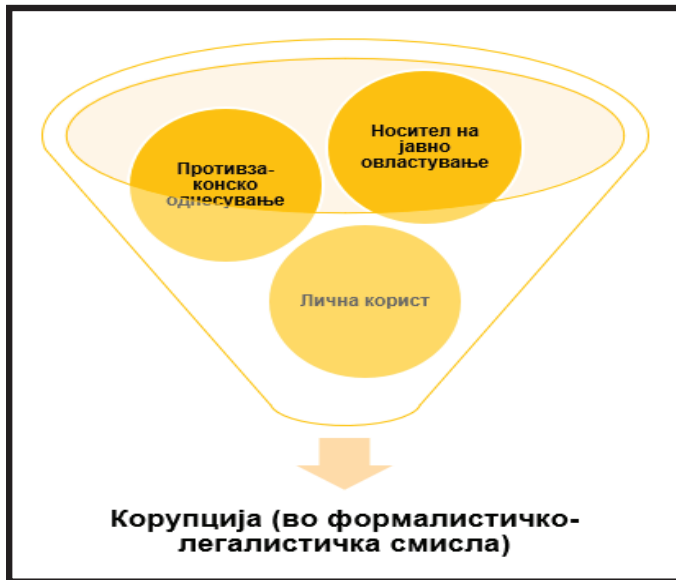 Носител на
јавно
овластување
Противза-
конско
однесување
Лична корист
Корупција (во формалистичко-
легалистичка смисла)